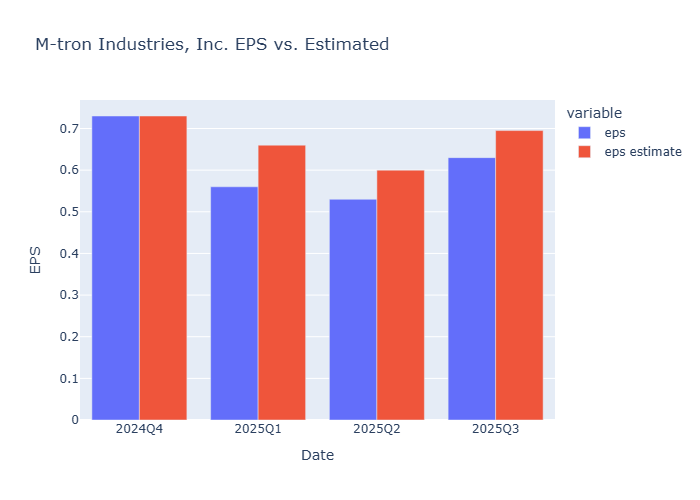 M-tron Industries, Inc. EPS vs. Estimated
variable
eps
eps estimate
EPS
0.7
0.6
0.5
0.4
0.3
0.2
0.1
0
2024Q4
2025Q1
2025Q2
2025Q3
Date